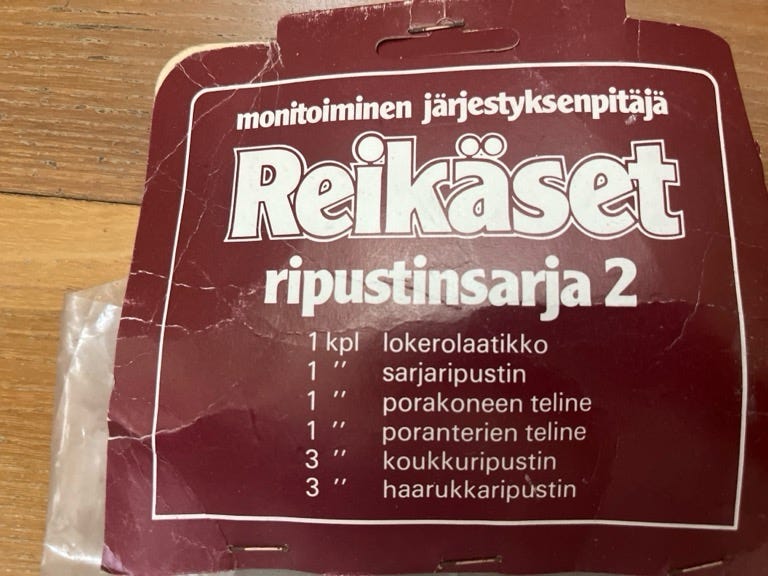 monitoiminen järjestyksenpitäjä
Reikäset
ripustinsarja 2
1 kpl lokerolaatikko
1 " sarjaripustin
1 " porakoneen teline
1 " poranterien teline
3 " koukkuripustin
3 " haarukkaripustin